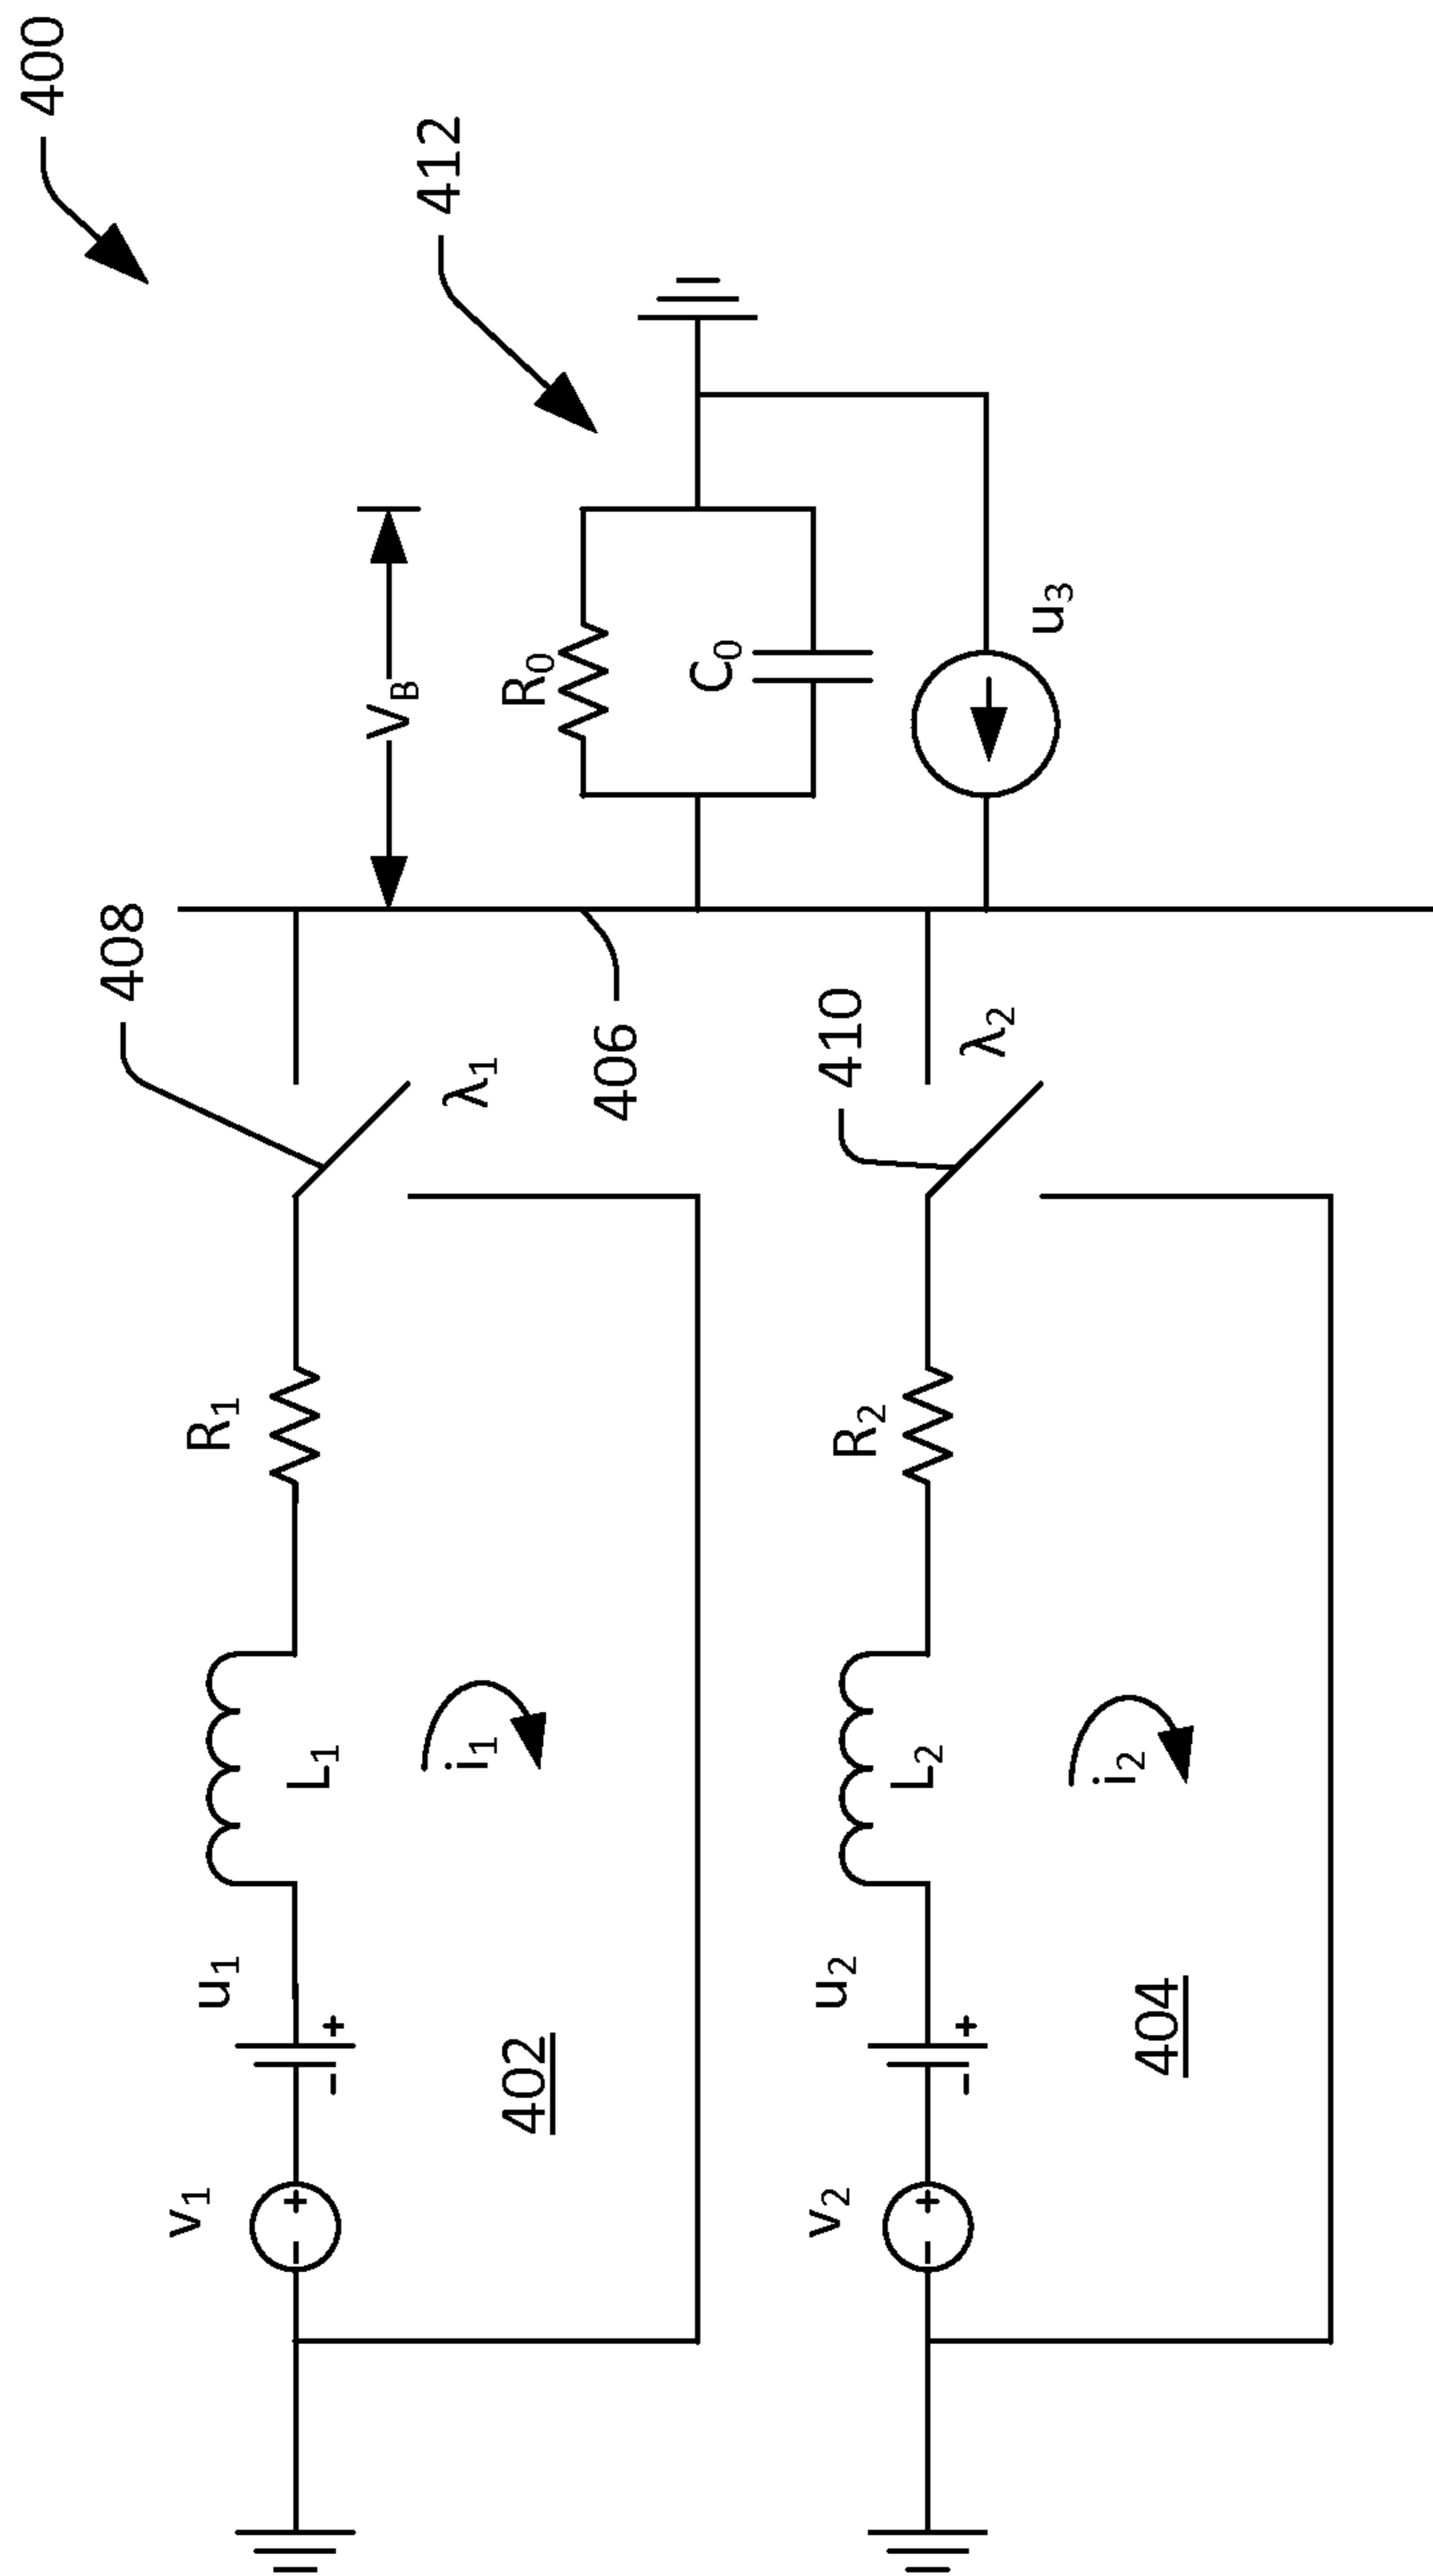 400
412
V_B
R_0
C_0
u_3
408
λ_1
406
410
λ_2
R_1
L_1
i_1
u_1
- +
402
v_1
- +
R_2
L_2
i_2
u_2
- +
404
v_2
- +